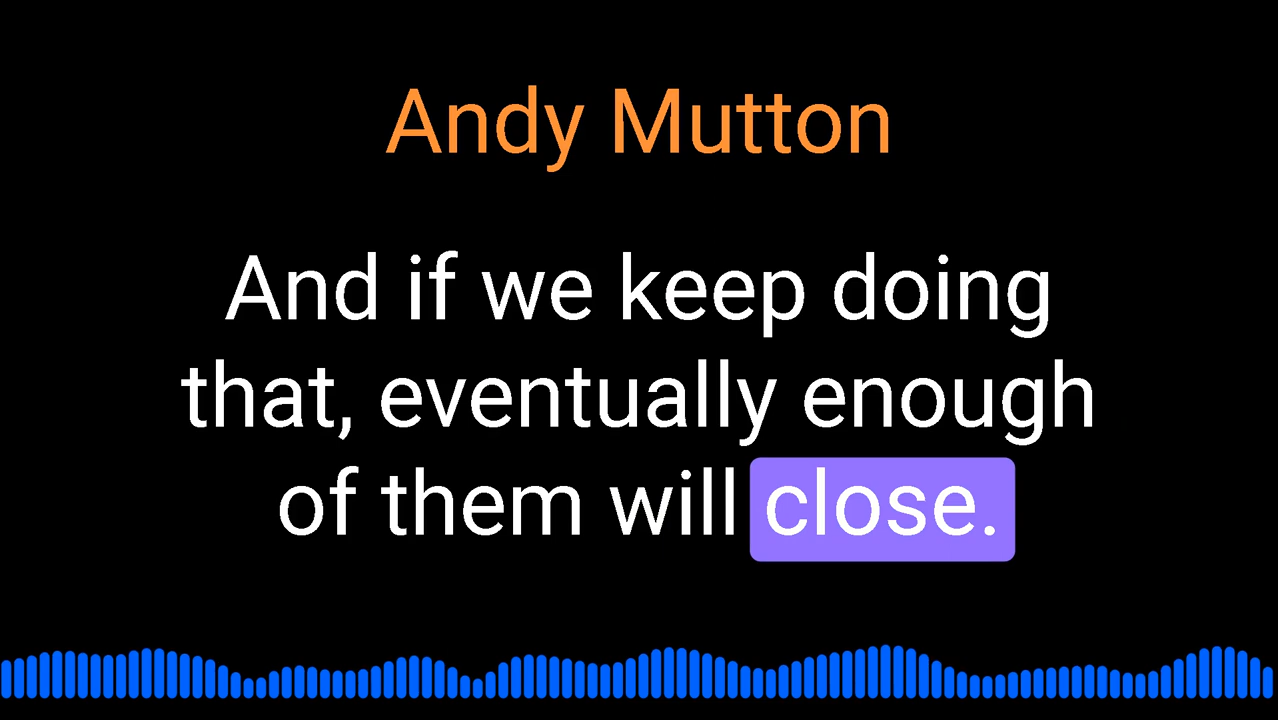 Andy Mutton
And if we keep doing
that, eventually enough
of them will close.